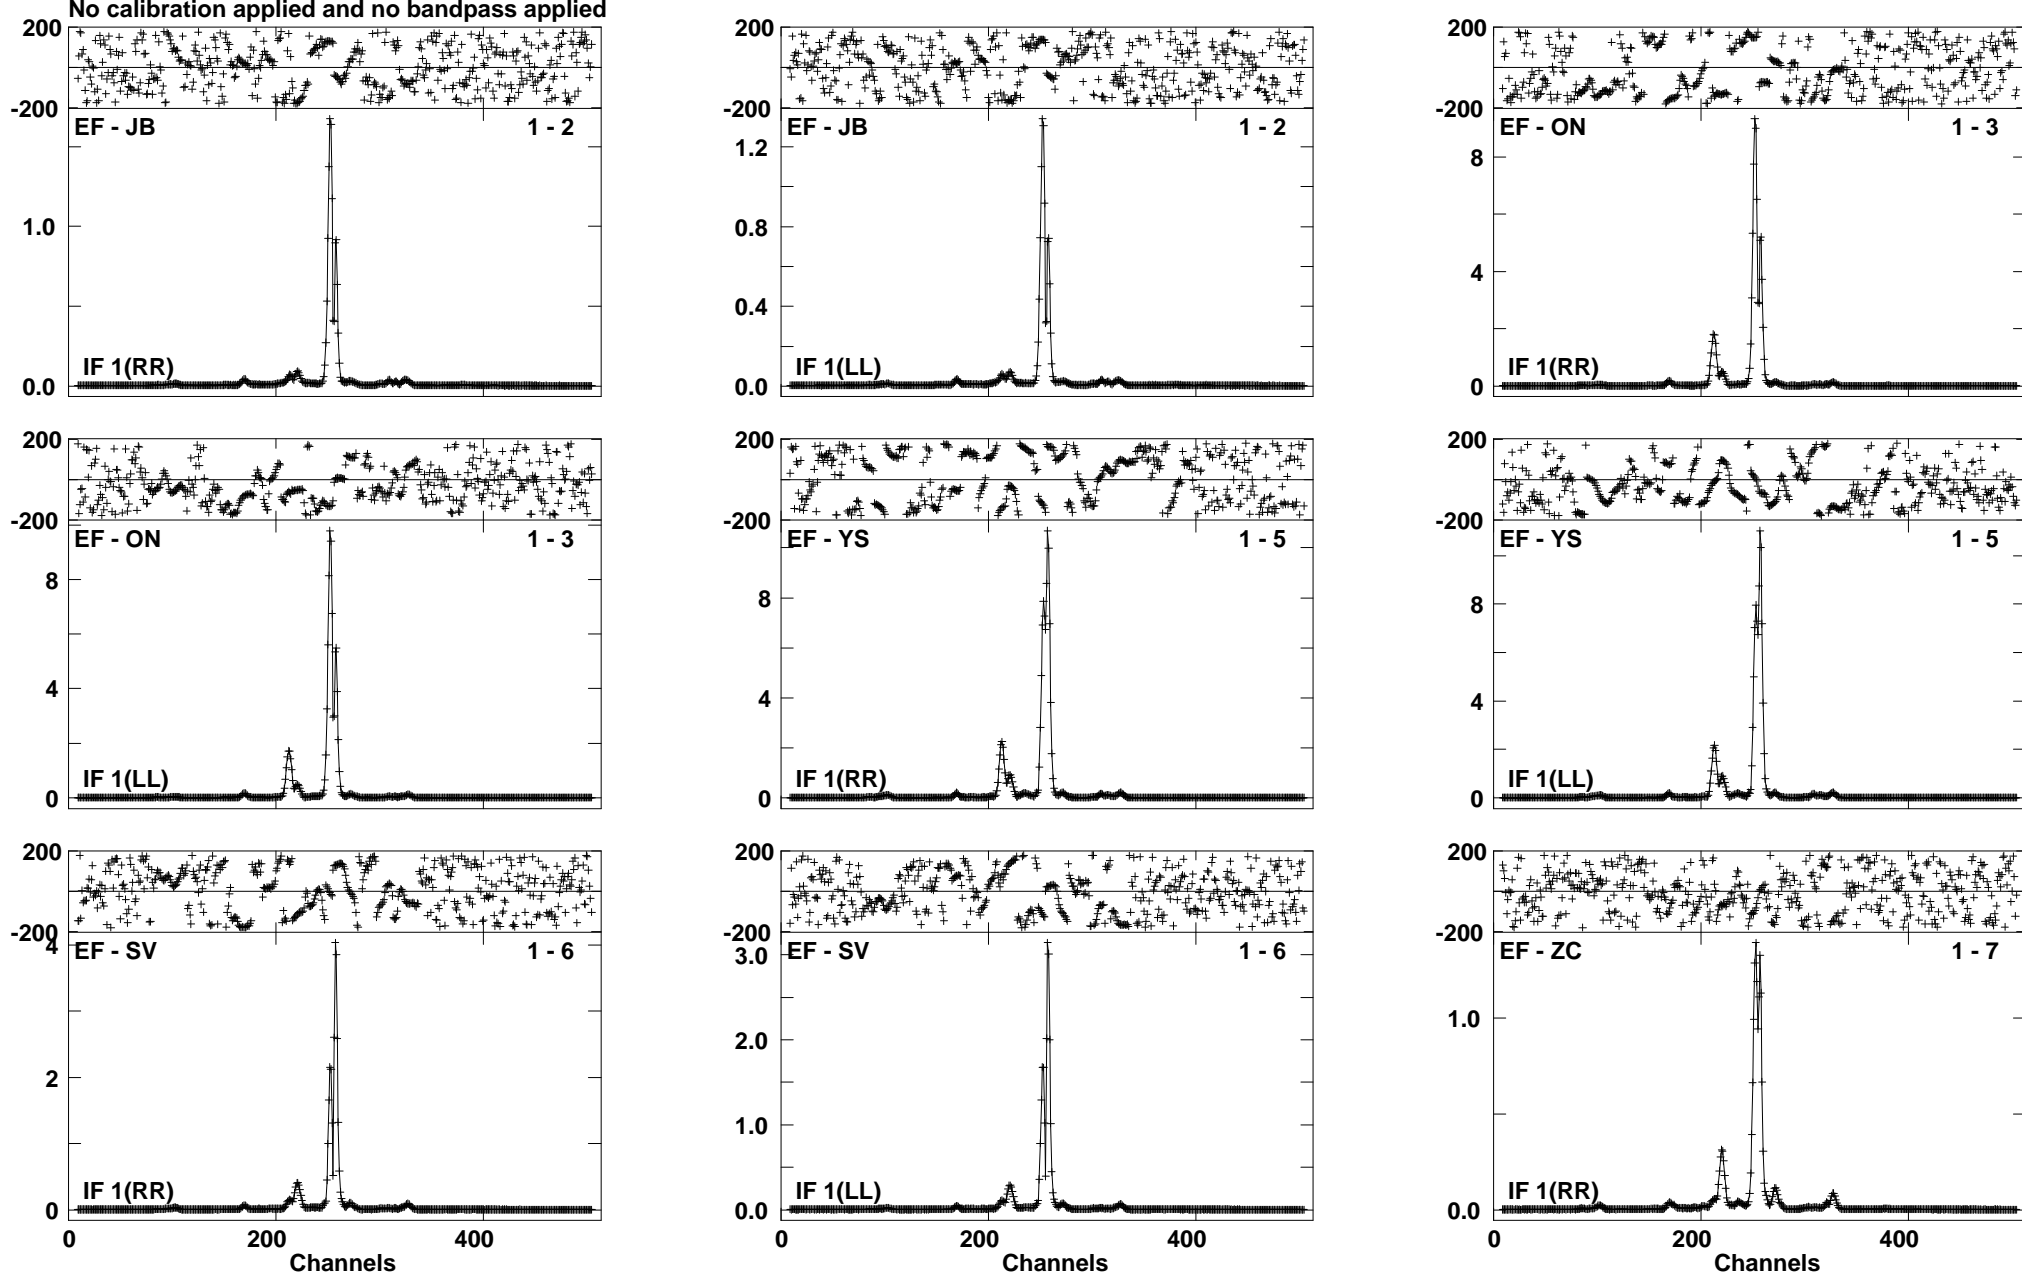 No calibration applied and no bandpass applied
200
-200
EF - JB 1 - 2
1.0
IF 1(RR)
0.0
200
-200
EF - JB 1 - 2
1.2
0.8
0.4
IF 1(LL)
0.0
200
-200
EF - ON 1 - 3
8
4
IF 1(RR)
0
200
-200
EF - ON 1 - 3
8
4
IF 1(LL)
0
200
-200
EF - YS 1 - 5
8
4
IF 1(RR)
0
200
-200
EF - YS 1 - 5
8
4
IF 1(LL)
0
200
-200
4
EF - SV 1 - 6
2
IF 1(RR)
0
0 200 400
Channels
200
-200
EF - SV 1 - 6
3.0
2.0
1.0
IF 1(LL)
0.0
0 200 400
Channels
200
-200
EF - ZC 1 - 7
1.0
IF 1(RR)
0.0
0 200 400
Channels